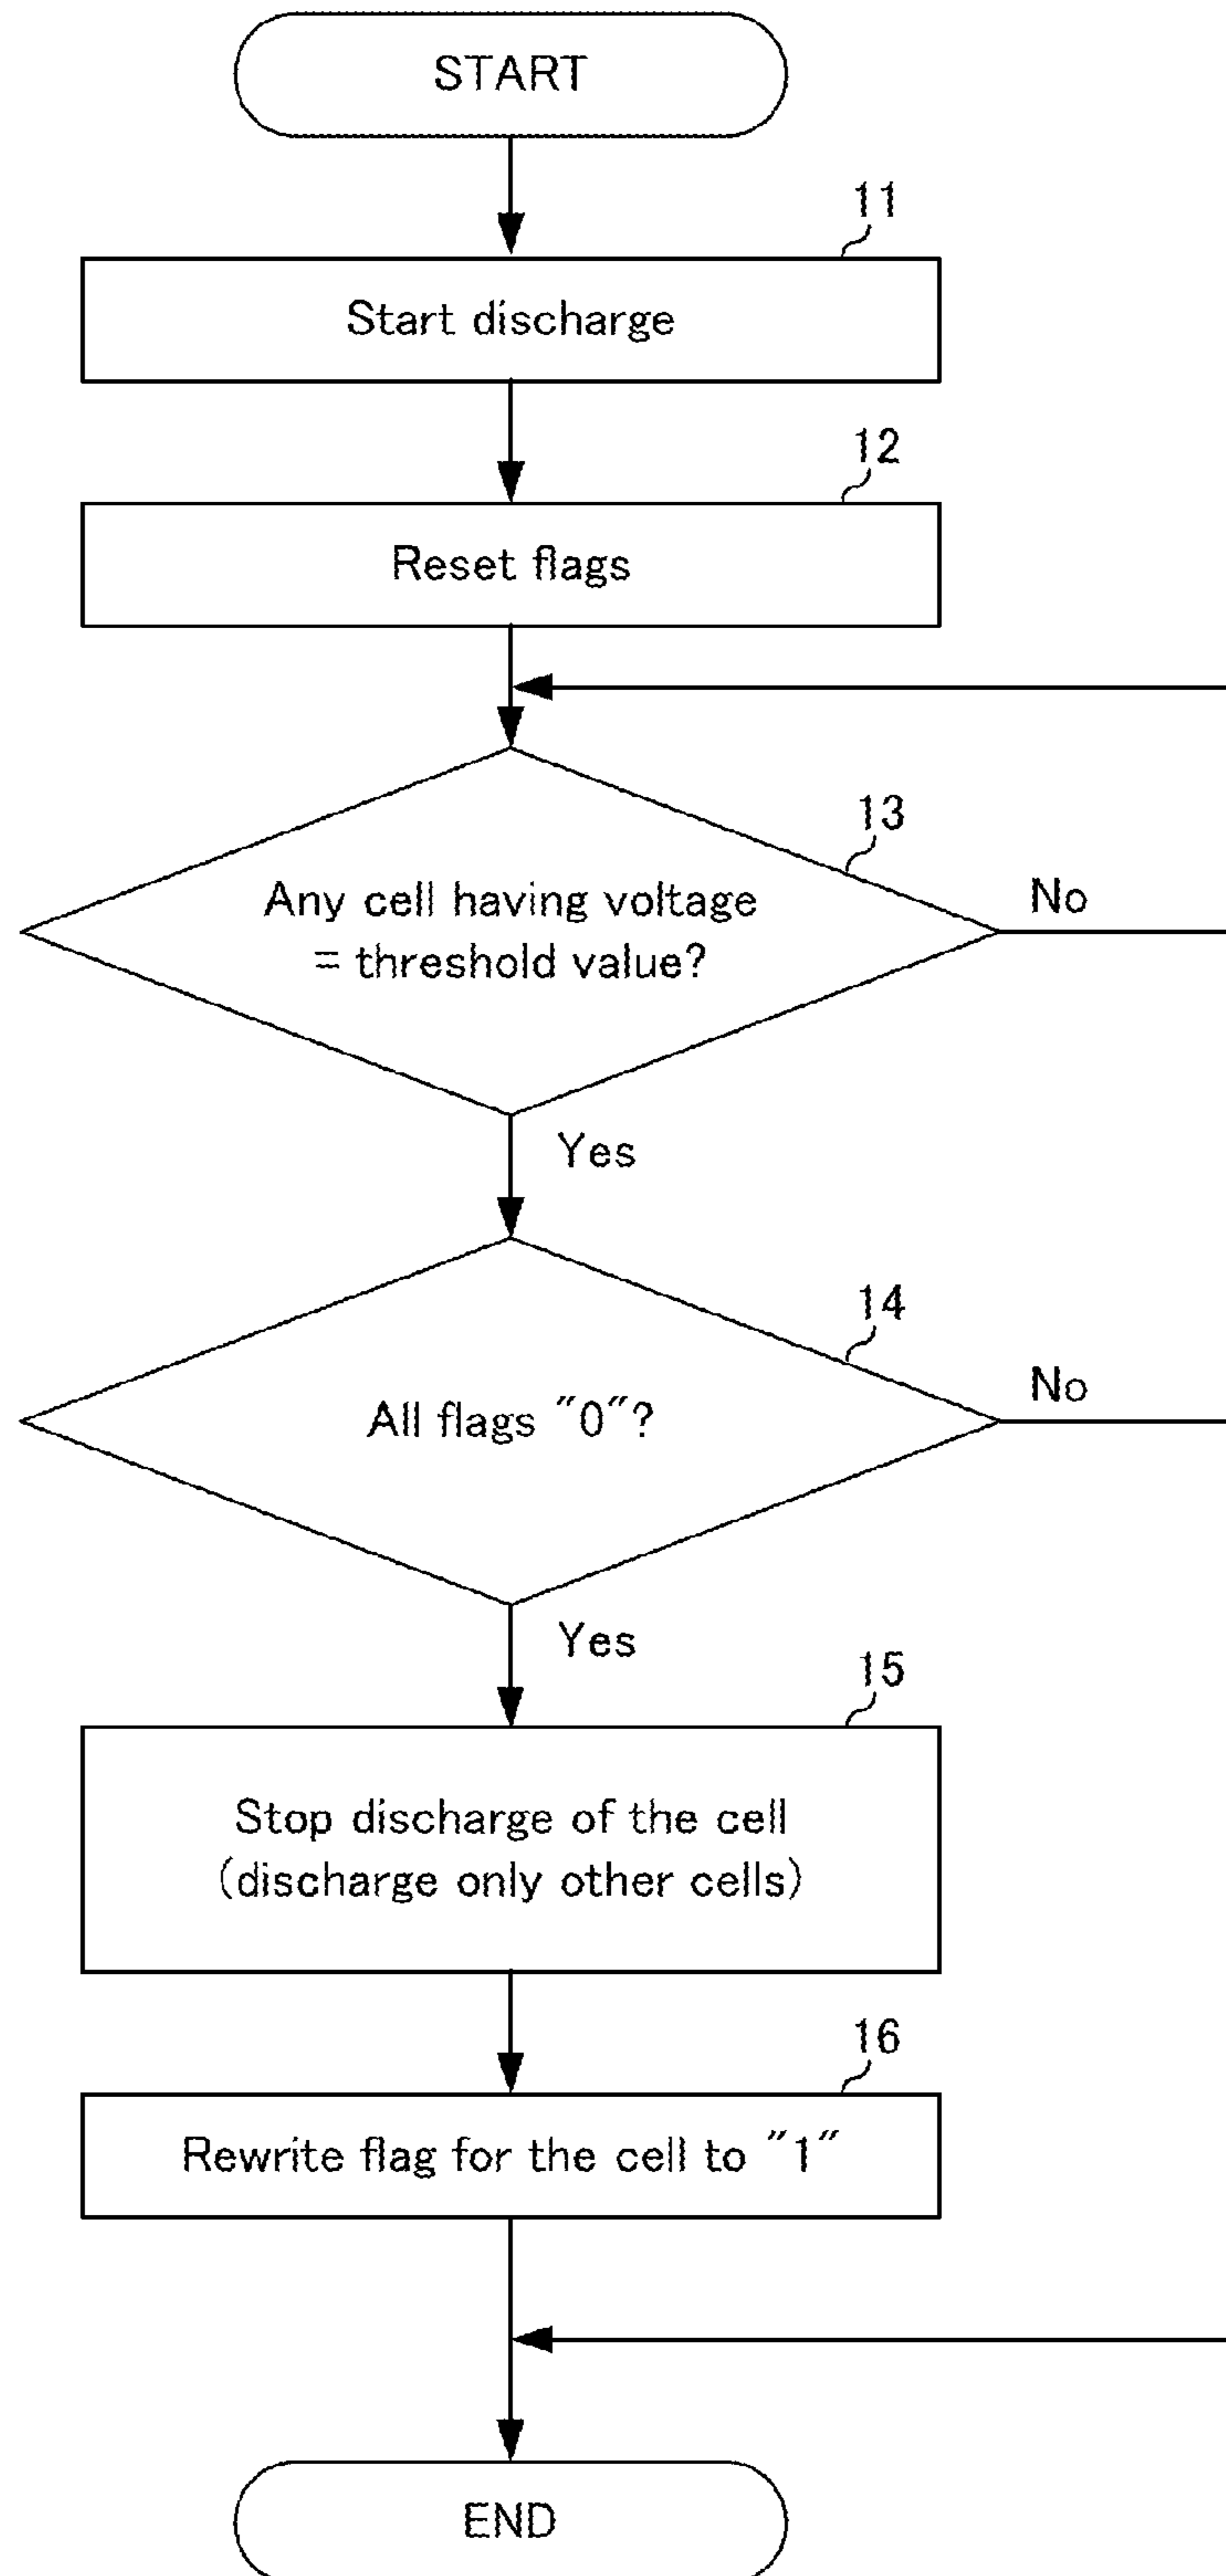 START
11
Start discharge
12
Reset flags
13
Any cell having voltage
= threshold value?
No
Yes
14
All flags "0"?
No
Yes
15
Stop discharge of the cell
(discharge only other cells)
16
Rewrite flag for the cell to "1"
END